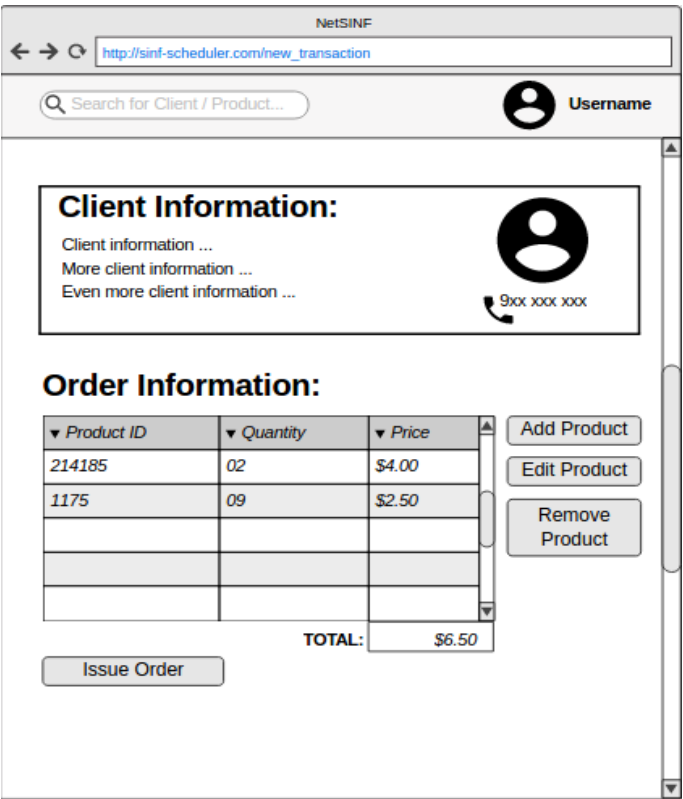 NetSINF
http://sinf-scheduler.com/new_transaction
Search for Client / Product...
Username
Client Information:
Client information ...
More client information ...
Even more client information ...
9xx xxx xxx
Order Information:
▼ Product ID ▼ Quantity ▼ Price
214185 02 $4.00
1175 09 $2.50
TOTAL: $6.50
Add Product
Edit Product
Remove
Product
Issue Order